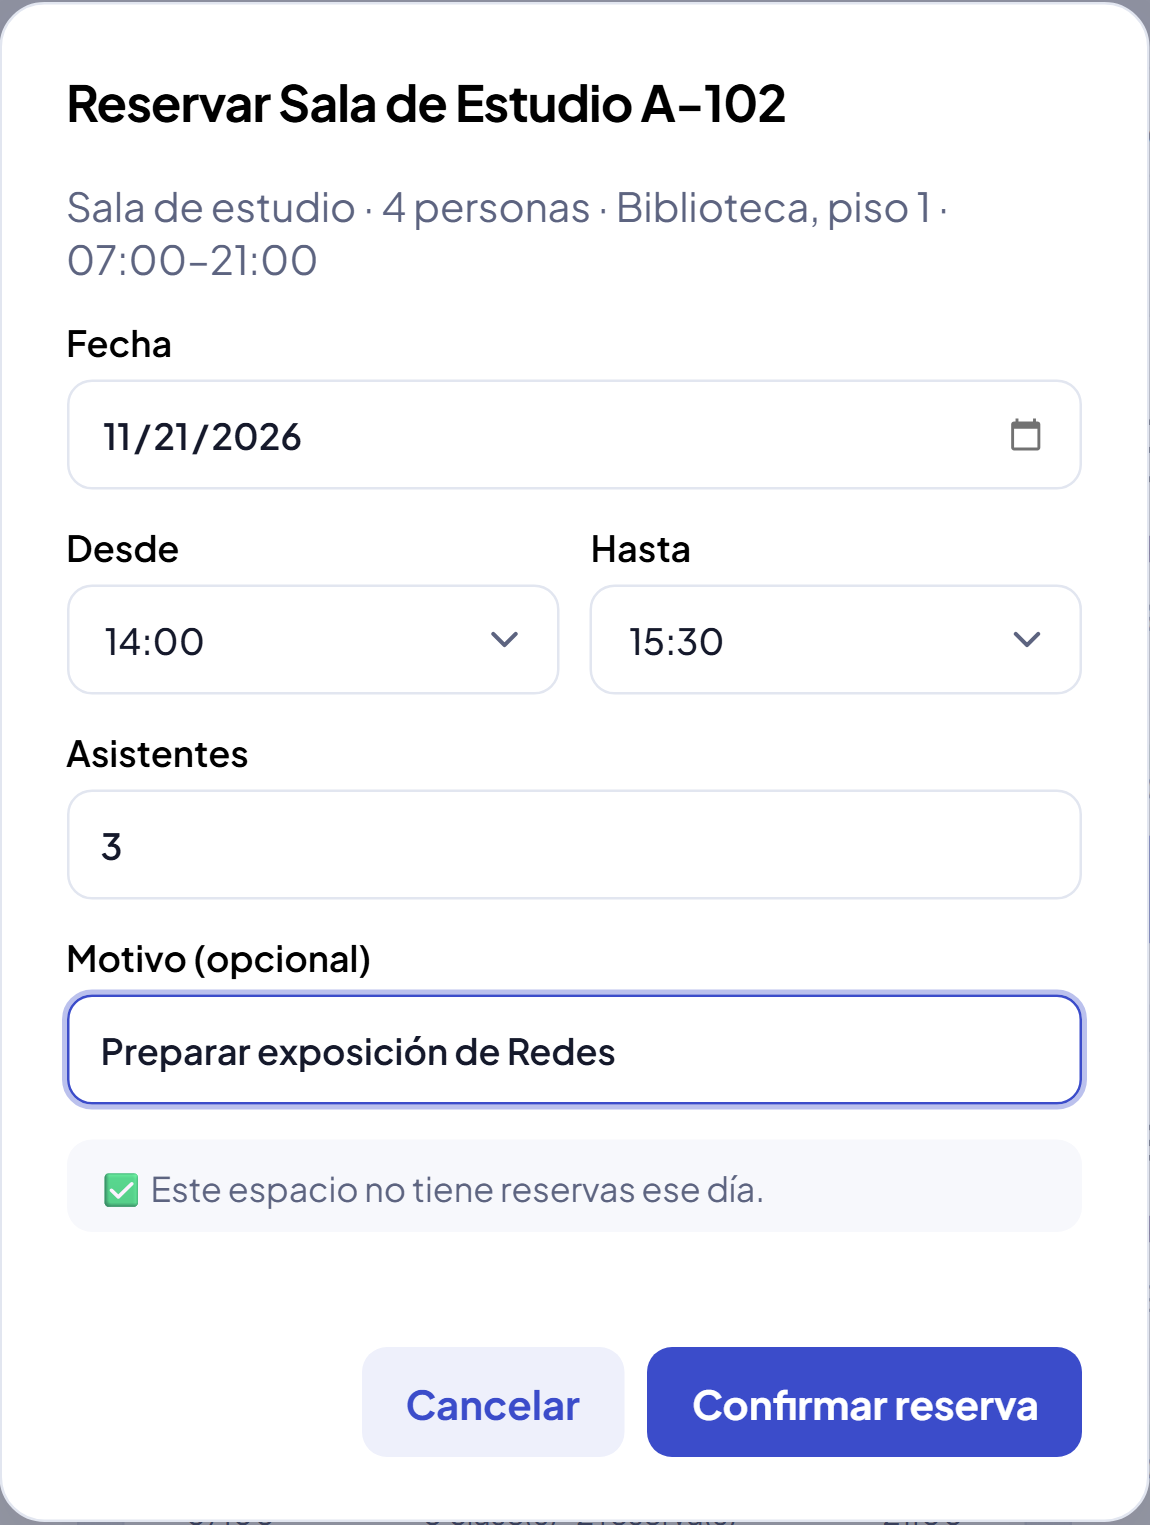 Reservar Sala de Estudio A-102
Sala de estudio · 4 personas · Biblioteca, piso 1 ·
07:00–21:00
Fecha
11/21/2026
Desde
Hasta
14:00
15:30
Asistentes
3
Motivo (opcional)
Preparar exposición de Redes
✅ Este espacio no tiene reservas ese día.
Cancelar
Confirmar reserva